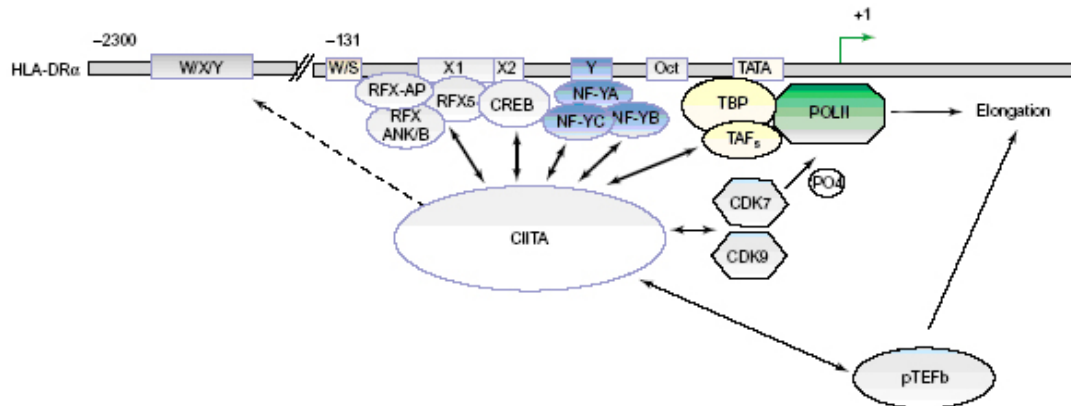 +1
–2300
–131
HLA-DRα
W/X/Y
W/S
X1
X2
Y
Oct
TATA
RFX-AP
RFX5
CREB
NF-YA
NF-YC
NF-YB
TBP
POLII
Elongation
RFX
ANK/B
TAFs
PO4
CDK7
CIITA
CDK9
pTEFb